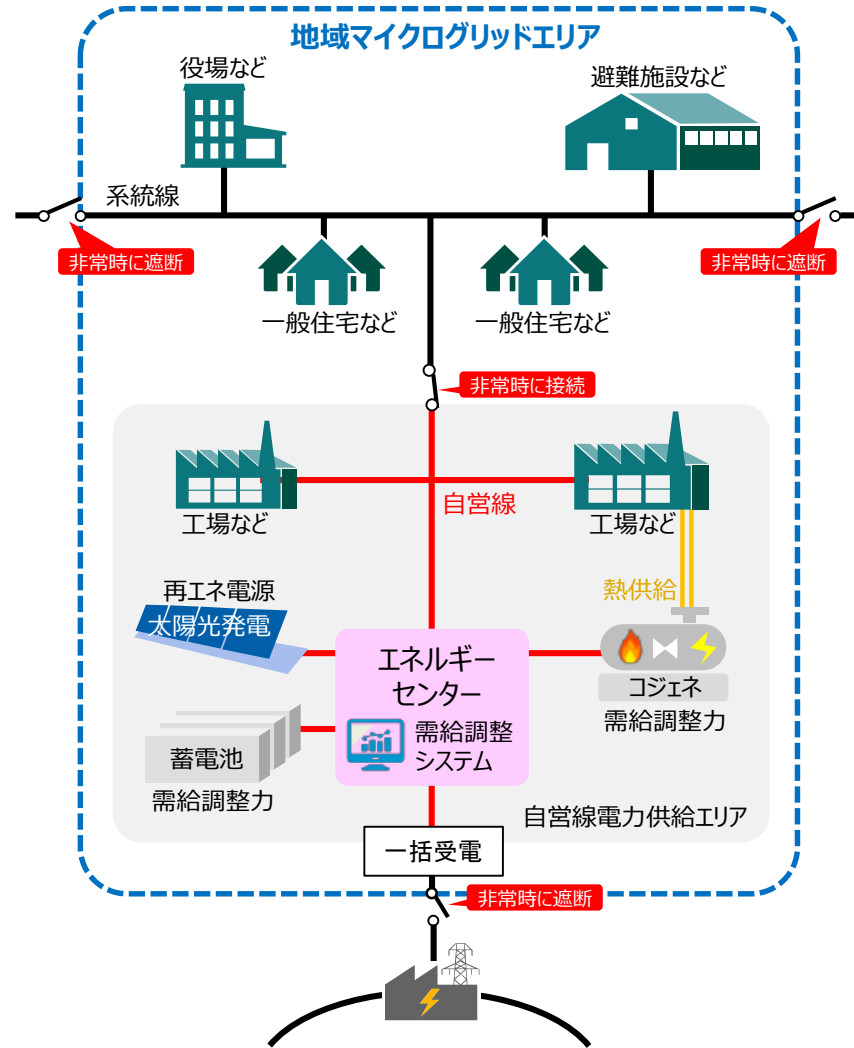 地域マイクログリッドエリア
役場など
避難施設など
系統線
非常時に遮断
非常時に遮断
一般住宅など
一般住宅など
非常時に接続
自営線
工場など
工場など
再エネ電源
太陽光発電
熱供給
エネルギー
センター
コジェネ
需給調整力
需給調整
システム
蓄電池
需給調整力
自営線電力供給エリア
一括受電
非常時に遮断